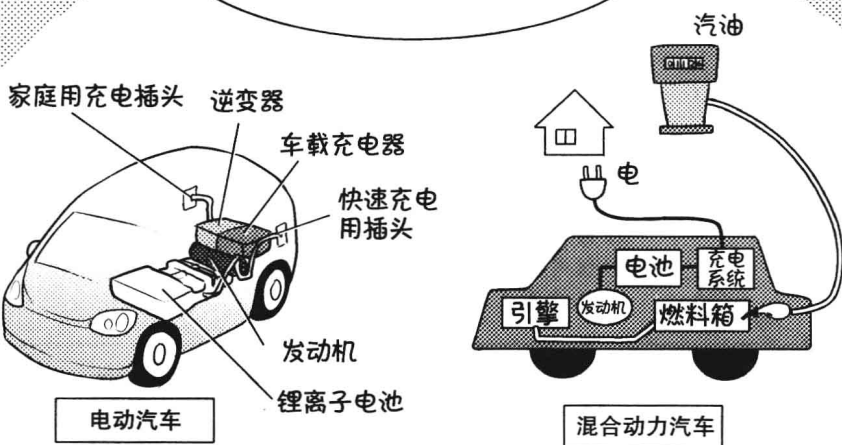 汽油
家庭用充电插头
逆变器
车载充电器
快速充电
用插头
发动机
锂离子电池
电动汽车
电
电池
充电
系统
引擎
发动机
燃料箱
混合动力汽车